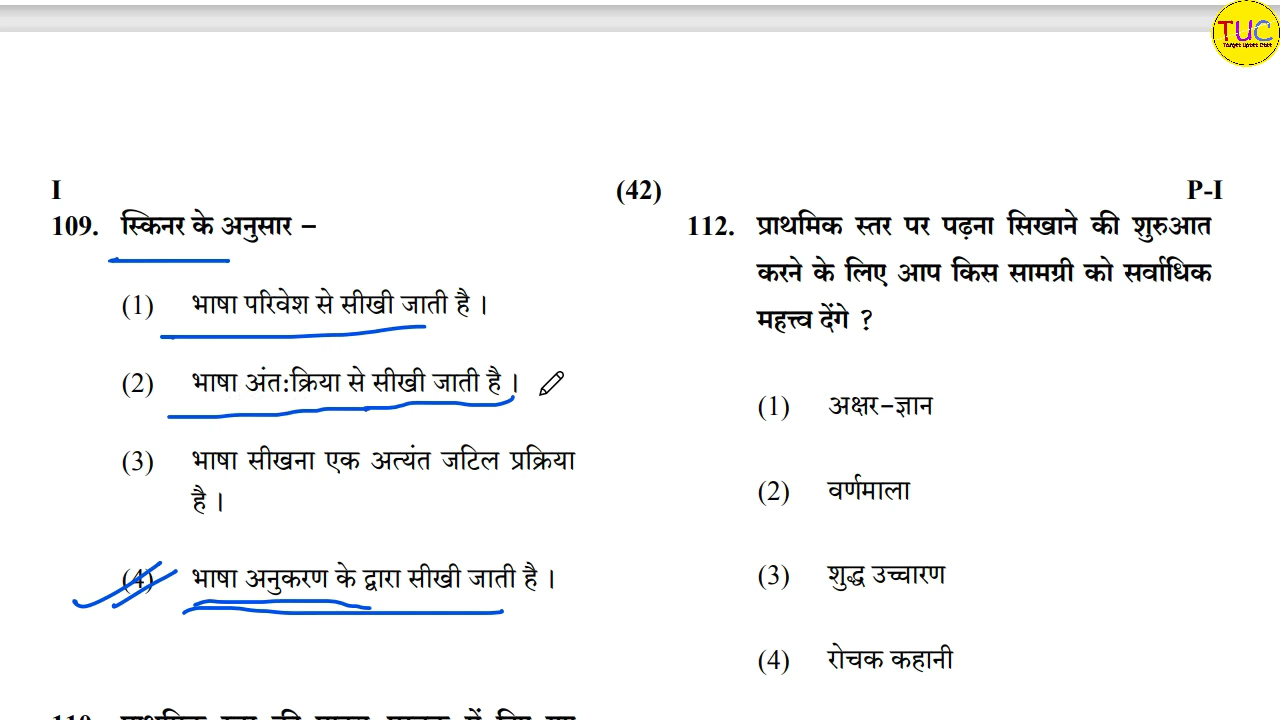 TUC
I
(42)
P-I
109. स्किनर के अनुसार –
(1) भाषा परिवेश से सीखी जाती है ।
(2) भाषा अंत:क्रिया से सीखी जाती है ।
(3) भाषा सीखना एक अत्यंत जटिल प्रक्रिया
है ।
(4) भाषा अनुकरण के द्वारा सीखी जाती है ।
112. प्राथमिक स्तर पर पढ़ना सिखाने की शुरुआत
करने के लिए आप किस सामग्री को सर्वाधिक
महत्त्व देंगे ?
(1) अक्षर-ज्ञान
(2) वर्णमाला
(3) शुद्ध उच्चारण
(4) रोचक कहानी